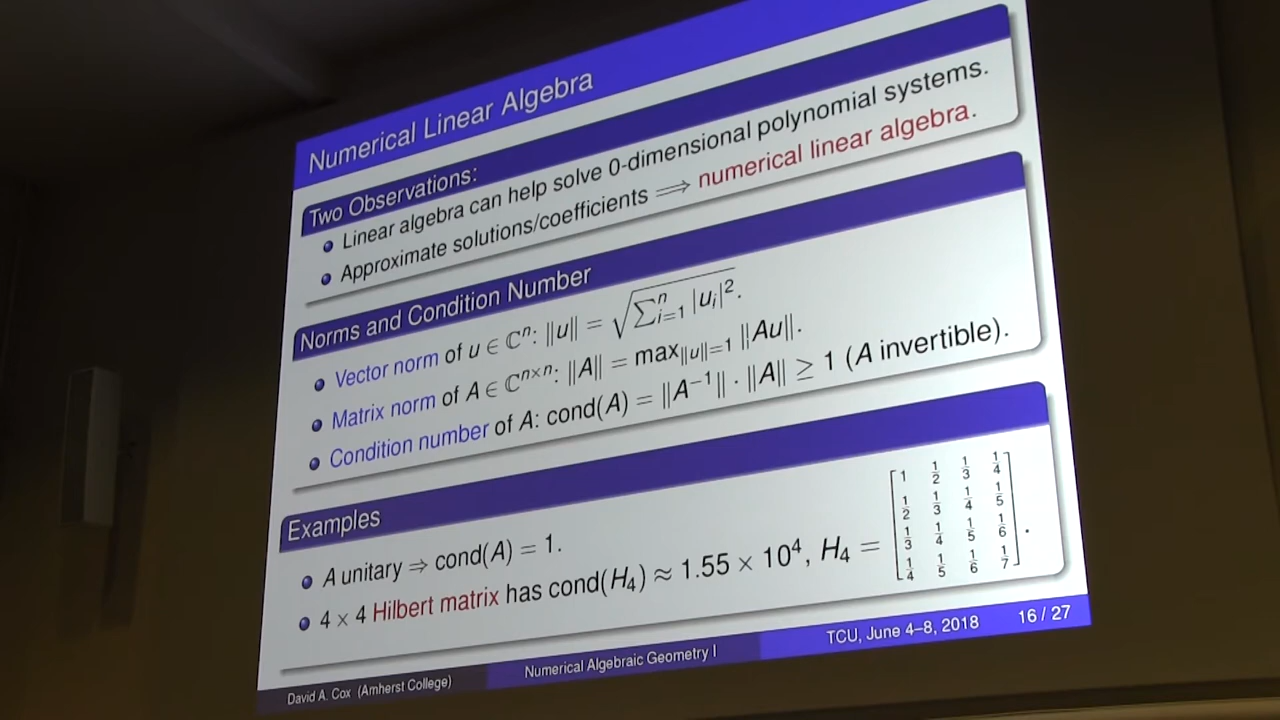 Numerical Linear Algebra
Two Observations:
Linear algebra can help solve 0-dimensional polynomial systems.
Approximate solutions/coefficients ⟹ numerical linear algebra.
Norms and Condition Number
Vector norm of u ∈ ℂⁿ: ‖u‖ = √(∑ⁿᵢ₌₁ |uᵢ|²).
Matrix norm of A ∈ ℂⁿˣⁿ: ‖A‖ = max‖u‖=1 ‖Au‖.
Condition number of A: cond(A) = ‖A⁻¹‖ · ‖A‖ ≥ 1 (A invertible).
Examples
A unitary ⇒ cond(A) = 1.
4 × 4 Hilbert matrix has cond(H₄) ≈ 1.55 × 10⁴, H₄ = [1 1/2 1/3 1/4
1/2 1/3 1/4 1/5
1/3 1/4 1/5 1/6
1/4 1/5 1/6 1/7].
David A. Cox (Amherst College) Numerical Algebraic Geometry I TCU, June 4–8, 2018 16 / 27